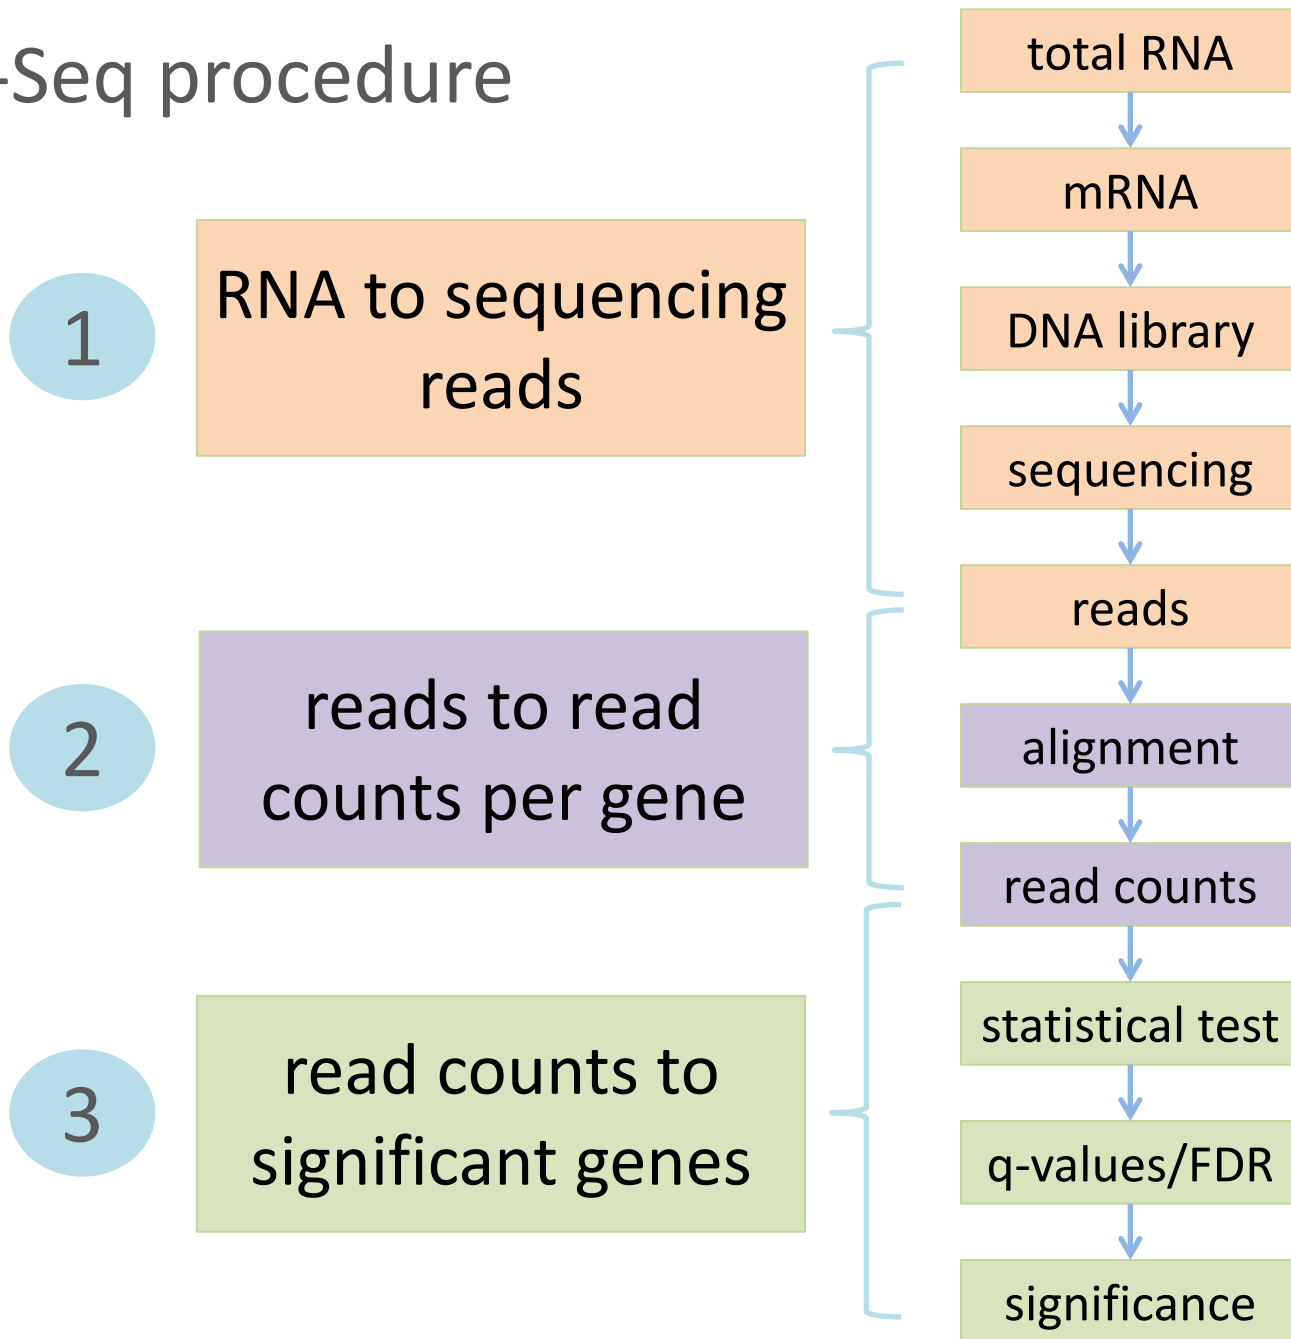 -Seq procedure
1
RNA to sequencing
reads
2
reads to read
counts per gene
3
read counts to
significant genes
total RNA
mRNA
DNA library
sequencing
reads
alignment
read counts
statistical test
q-values/FDR
significance